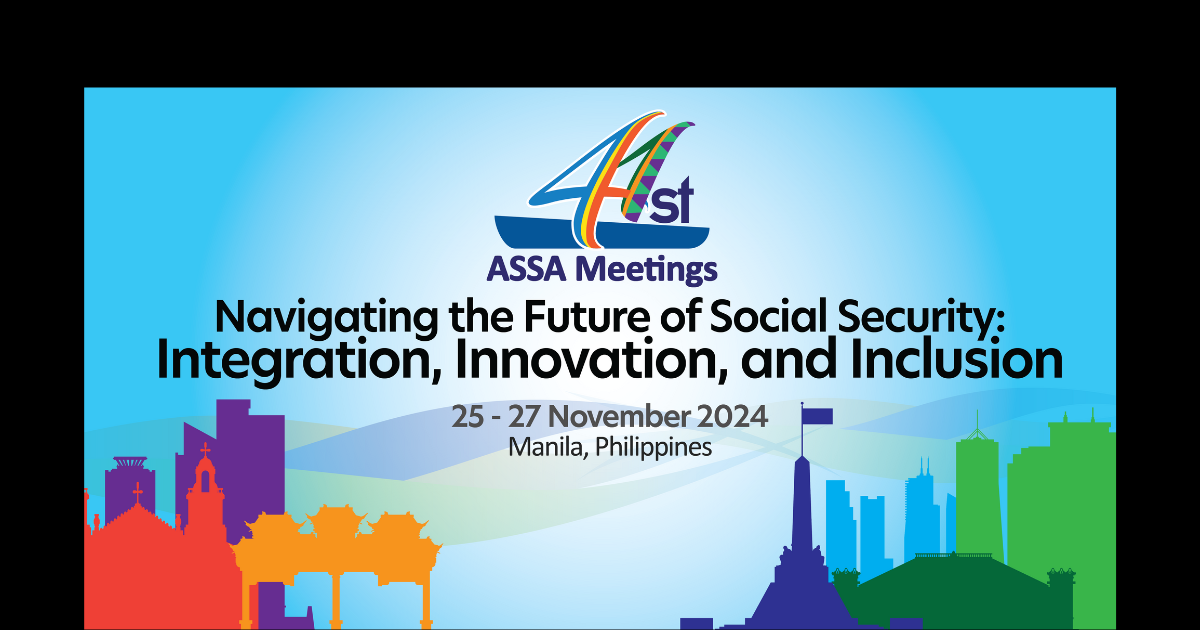 41st
ASSA Meetings
Navigating the Future of Social Security:
Integration, Innovation, and Inclusion
25 - 27 November 2024
Manila, Philippines